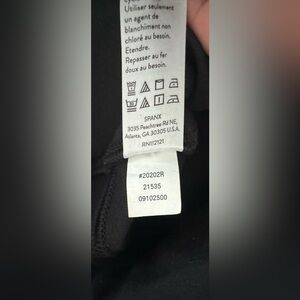 Utiliser seulement
un agent de
blanchiment non
chloré au besoin.
Etendre.
Repasser au fer
doux au besoin.
SPANX
3035 Peachtree Rd NE,
Atlanta, GA 30305 U.S.A.
RN112121
#20202R
21535
09102500